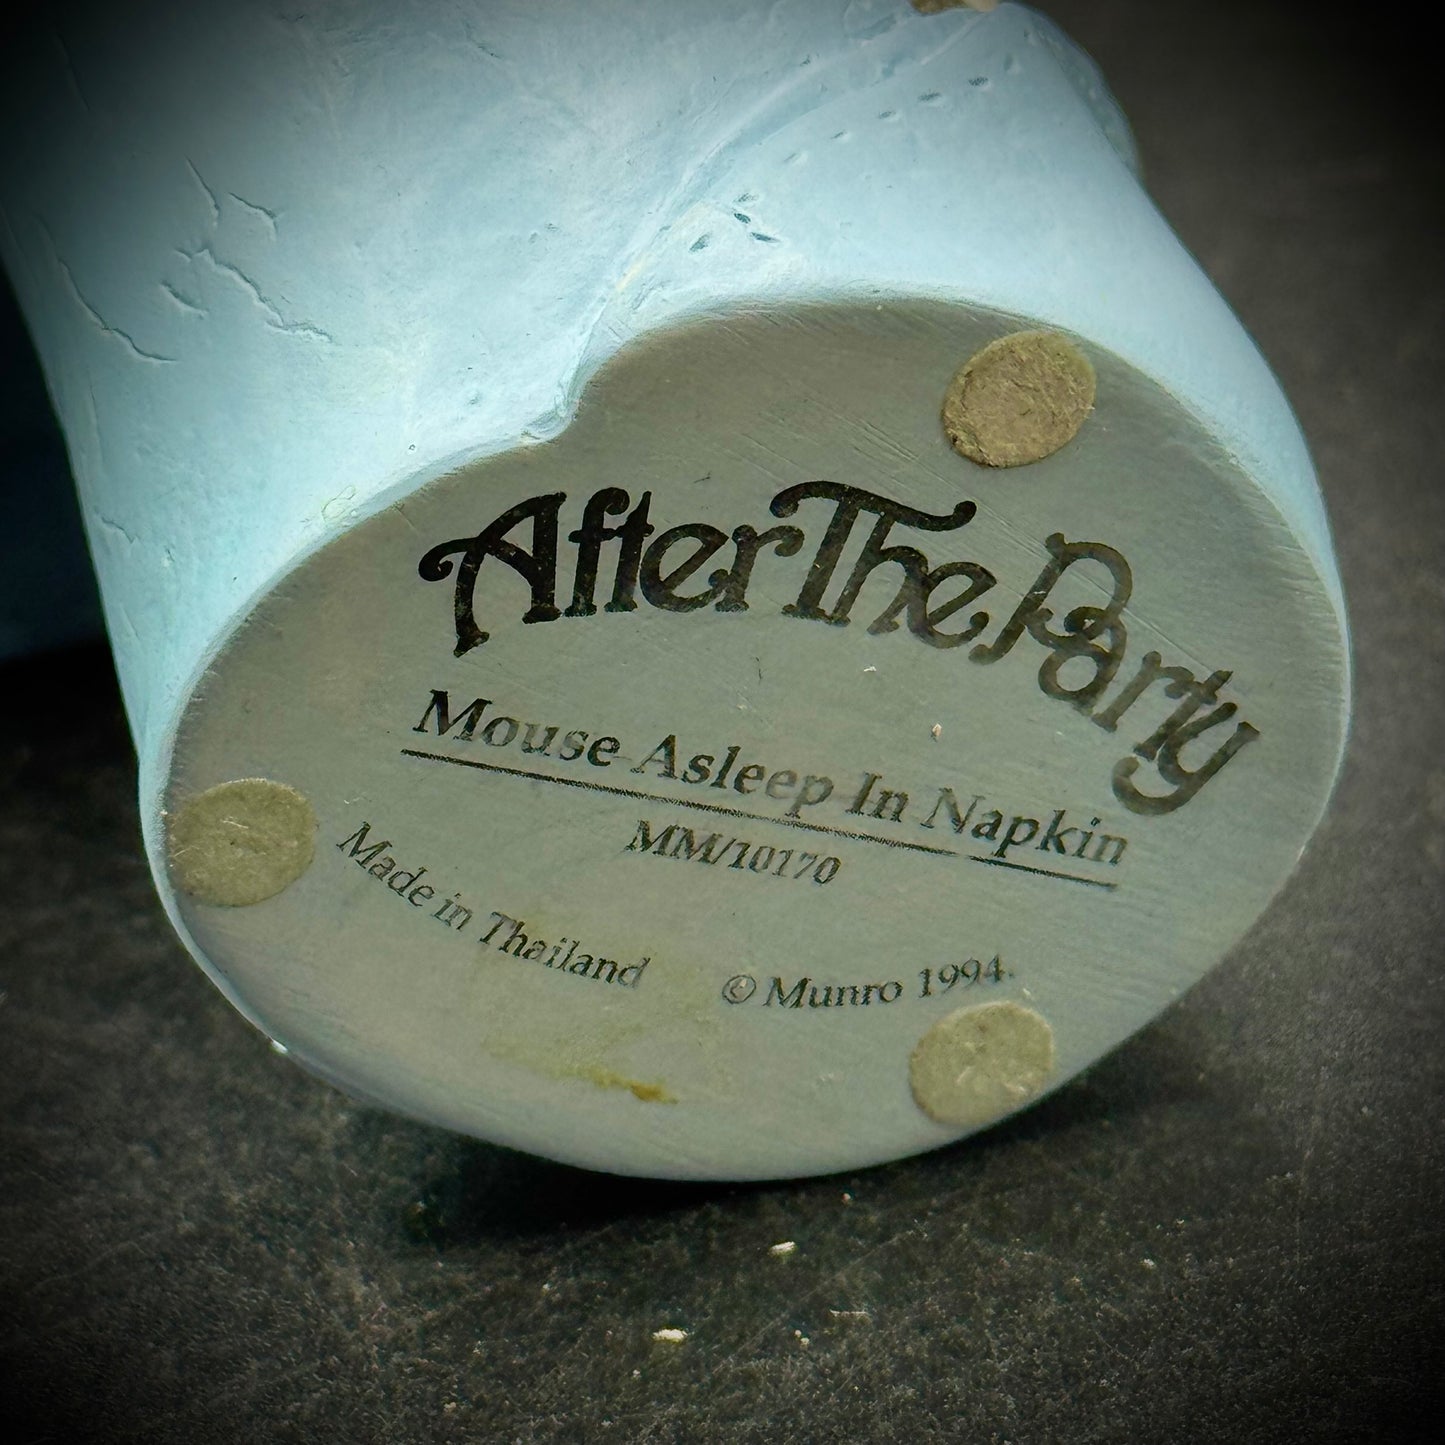 After The Party
Mouse Asleep In Napkin
MM/10170
Made in Thailand
© Munro 1994.